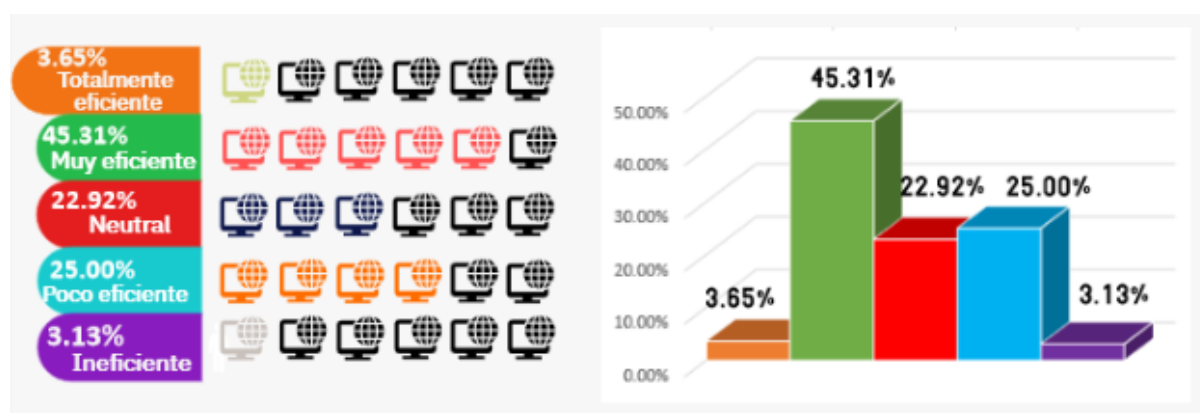 3.65%
Totalmente
eficiente
45.31%
Muy eficiente
22.92%
Neutral
25.00%
Poco eficiente
3.13%
Ineficiente
45.31%
50.00%
40.00%
22.92% 25.00%
30.00%
20.00%
3.65%
3.13%
10.00%
0.00%